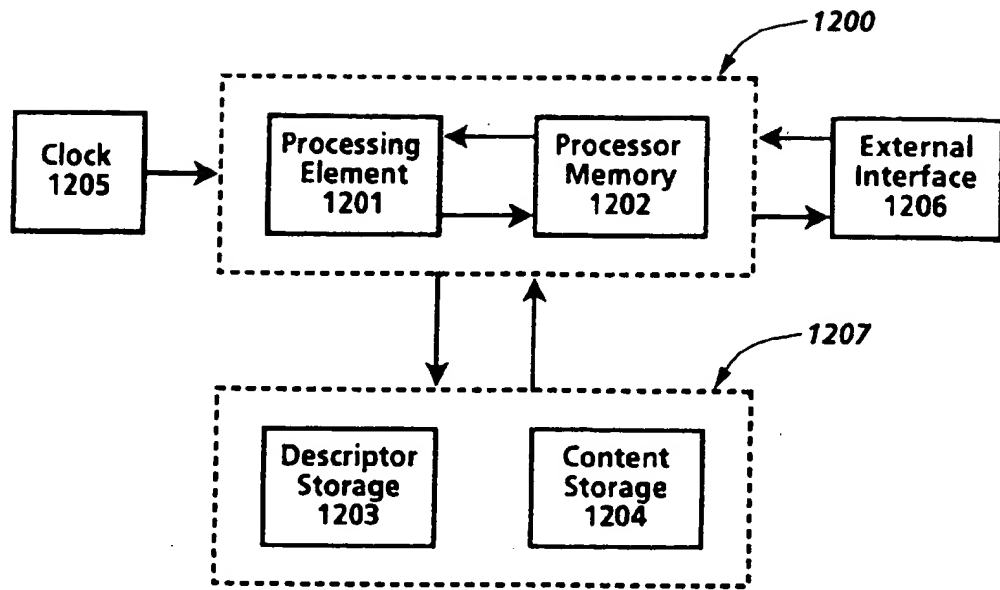 1200
Clock
1205
Processing
Element
1201
Processor
Memory
1202
External
Interface
1206
1207
Descriptor
Storage
1203
Content
Storage
1204